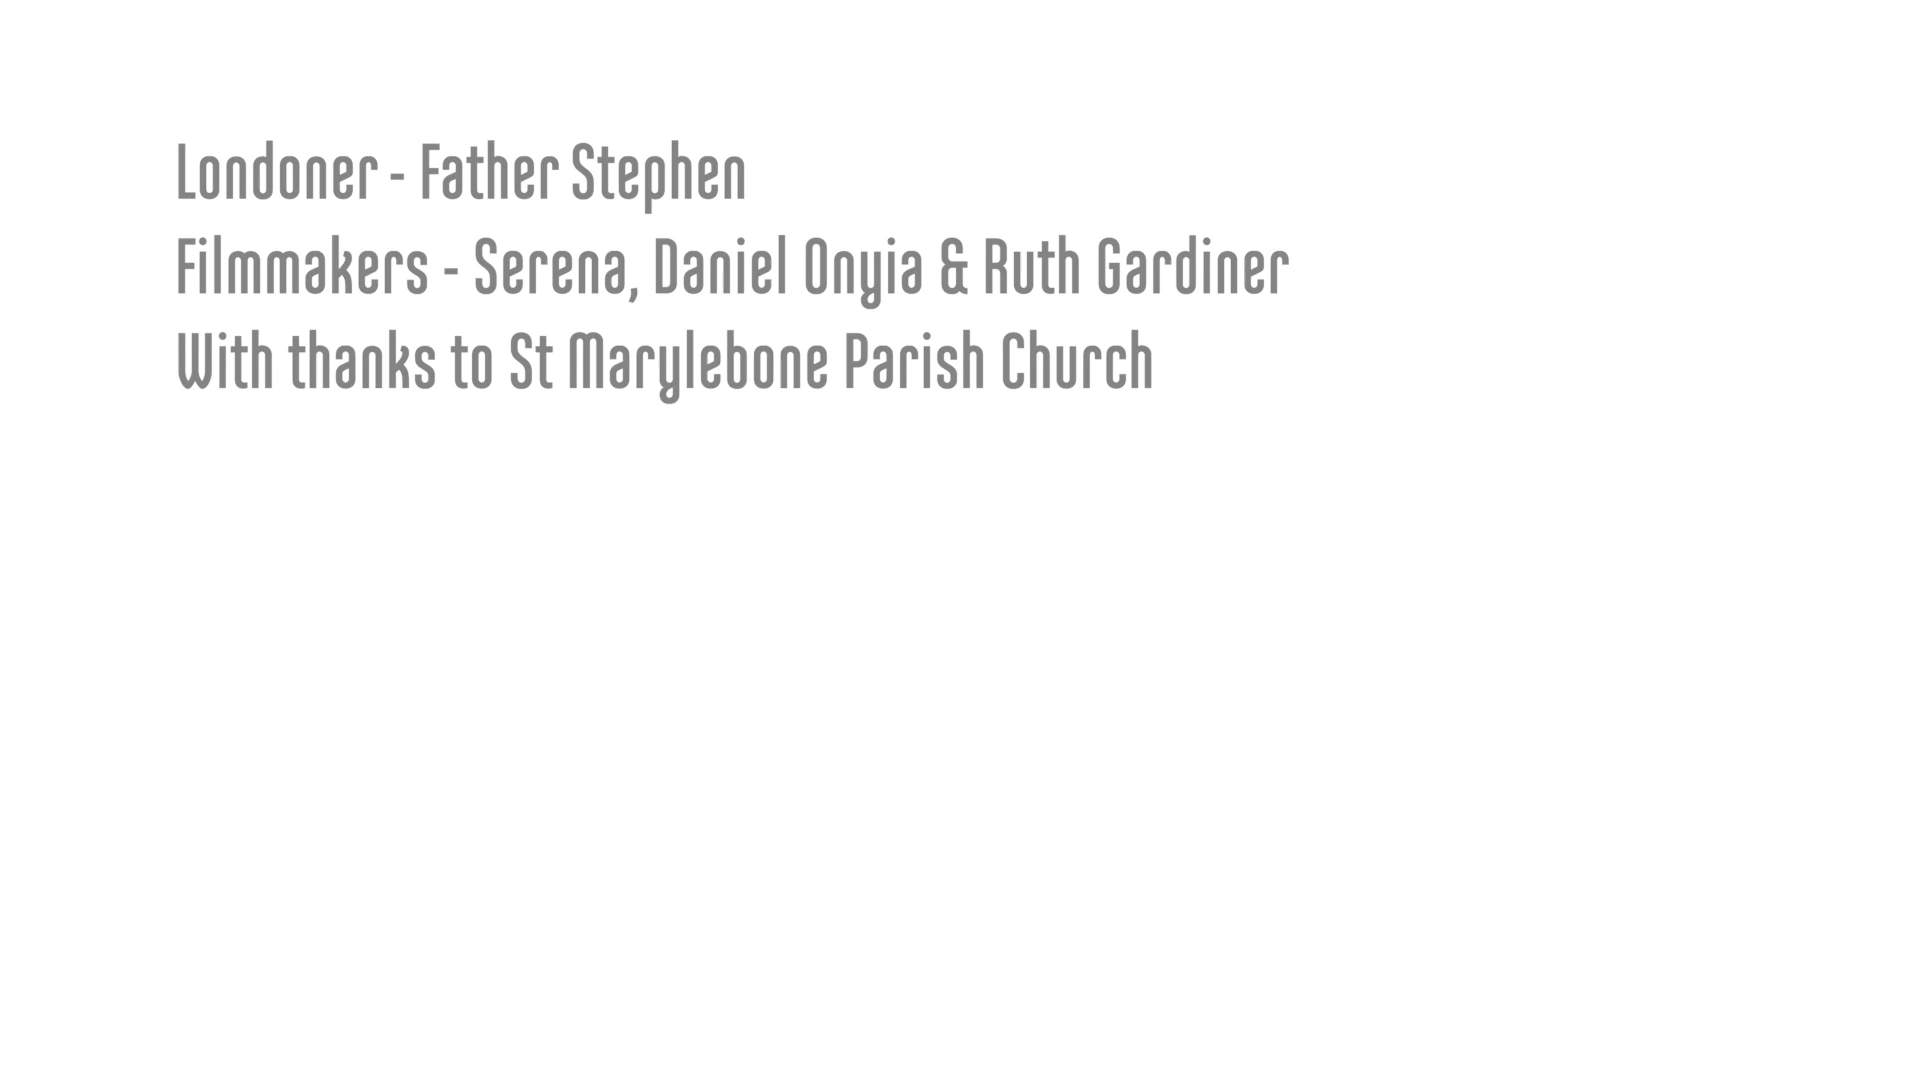 Londoner - Father Stephen
Filmmakers - Serena, Daniel Onyia & Ruth Gardiner
With thanks to St Marylebone Parish Church